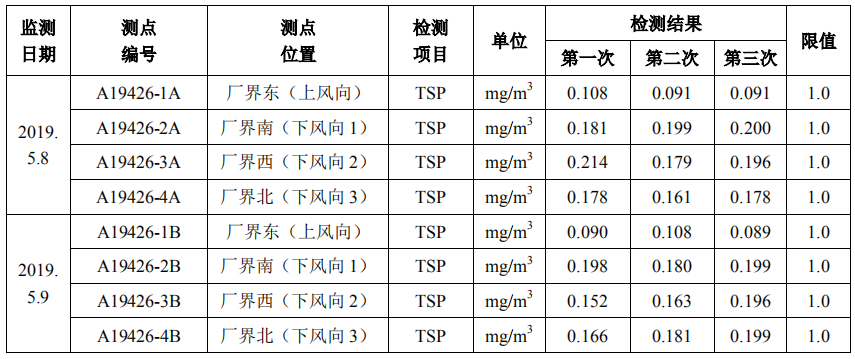 监测日期 测点编号 测点位置 检测项目 单位 检测结果 限值
第一次 第二次 第三次
2019.5.8 A19426-1A 厂界东（上风向） TSP mg/m³ 0.108 0.091 0.091 1.0
A19426-2A 厂界南（下风向1） TSP mg/m³ 0.181 0.199 0.200 1.0
A19426-3A 厂界西（下风向2） TSP mg/m³ 0.214 0.179 0.196 1.0
A19426-4A 厂界北（下风向3） TSP mg/m³ 0.178 0.161 0.178 1.0
2019.5.9 A19426-1B 厂界东（上风向） TSP mg/m³ 0.090 0.108 0.089 1.0
A19426-2B 厂界南（下风向1） TSP mg/m³ 0.198 0.180 0.199 1.0
A19426-3B 厂界西（下风向2） TSP mg/m³ 0.152 0.163 0.196 1.0
A19426-4B 厂界北（下风向3） TSP mg/m³ 0.166 0.181 0.199 1.0